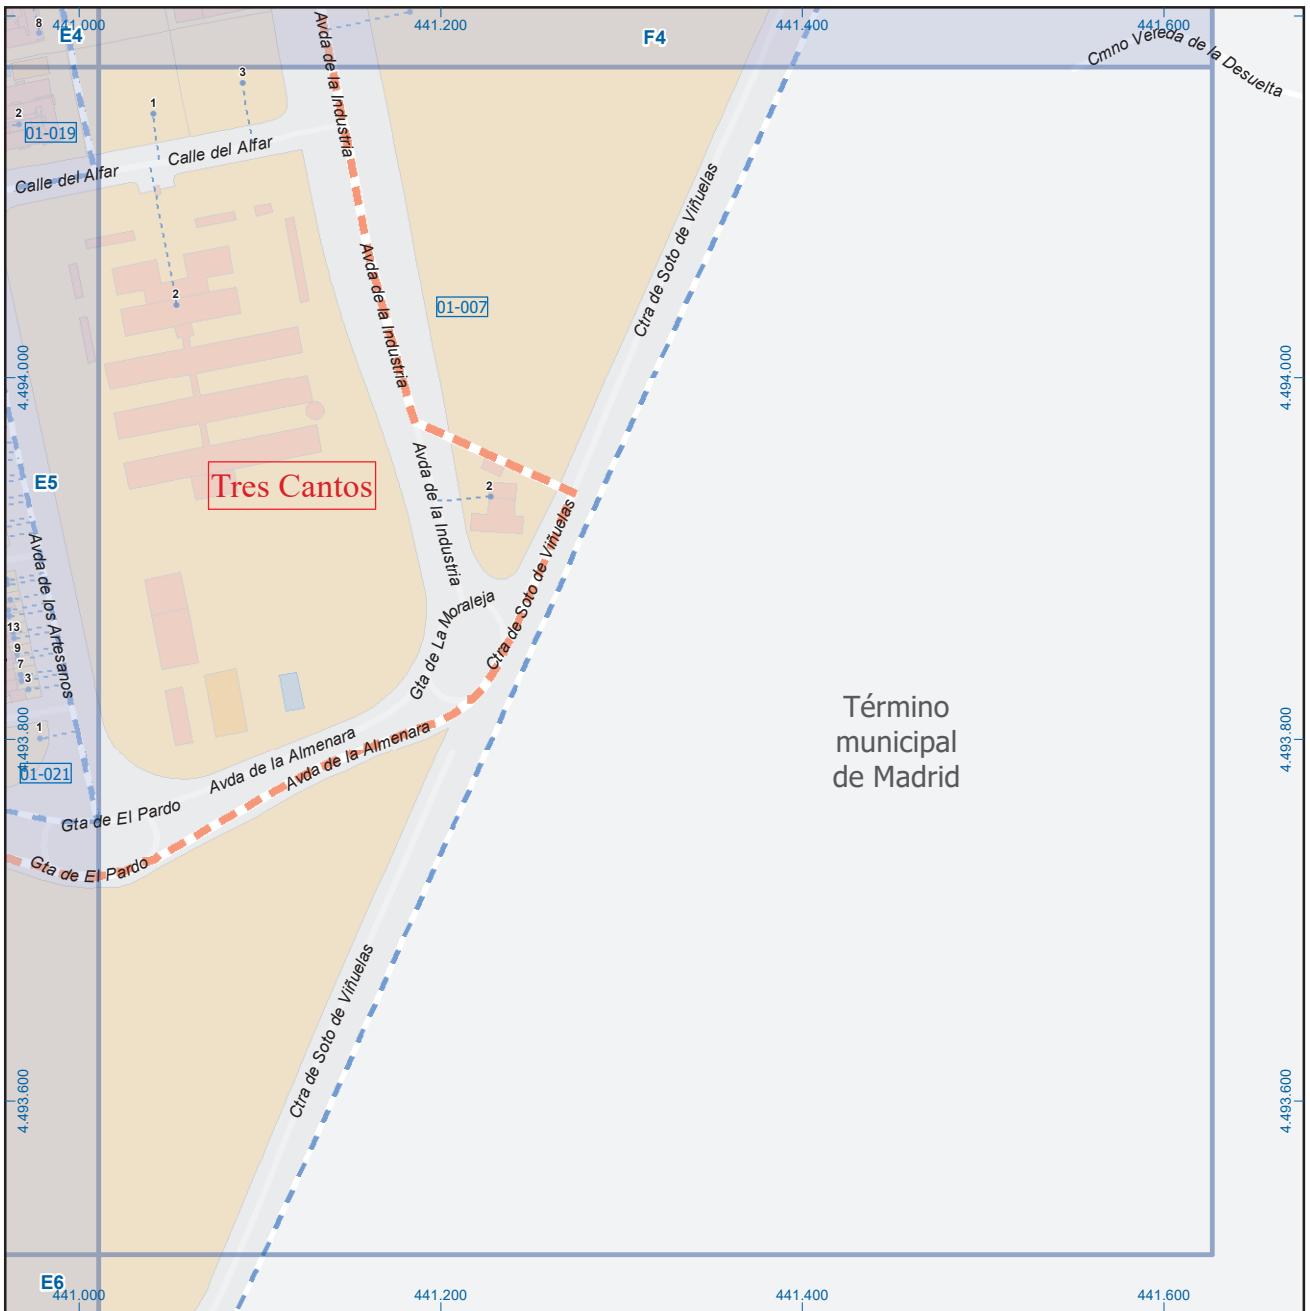 441.000
441.200
441.400
441.600
E4
F4
8
3
1
2
01-019
Avda de la Industria
Cmno Vereda de la Desuelta
Calle del Alfar
Calle del Alfar
Ctra de Soto de Viñuelas
Avda de la Industria
2
01-007
4.494.000
4.494.000
E5
Tres Cantos
Avda de la Industria
2
Ctra de Soto de Viñuelas
Avda de los Artesanos
Gta de La Moraleja
13
9
7
3
1
4.493.800
4.493.800
01-021
Avda de la Almenara
Avda de la Almenara
Gta de El Pardo
Gta de El Pardo
Término
municipal
de Madrid
Ctra de Soto de Viñuelas
4.493.600
4.493.600
E6
441.000
441.200
441.400
441.600